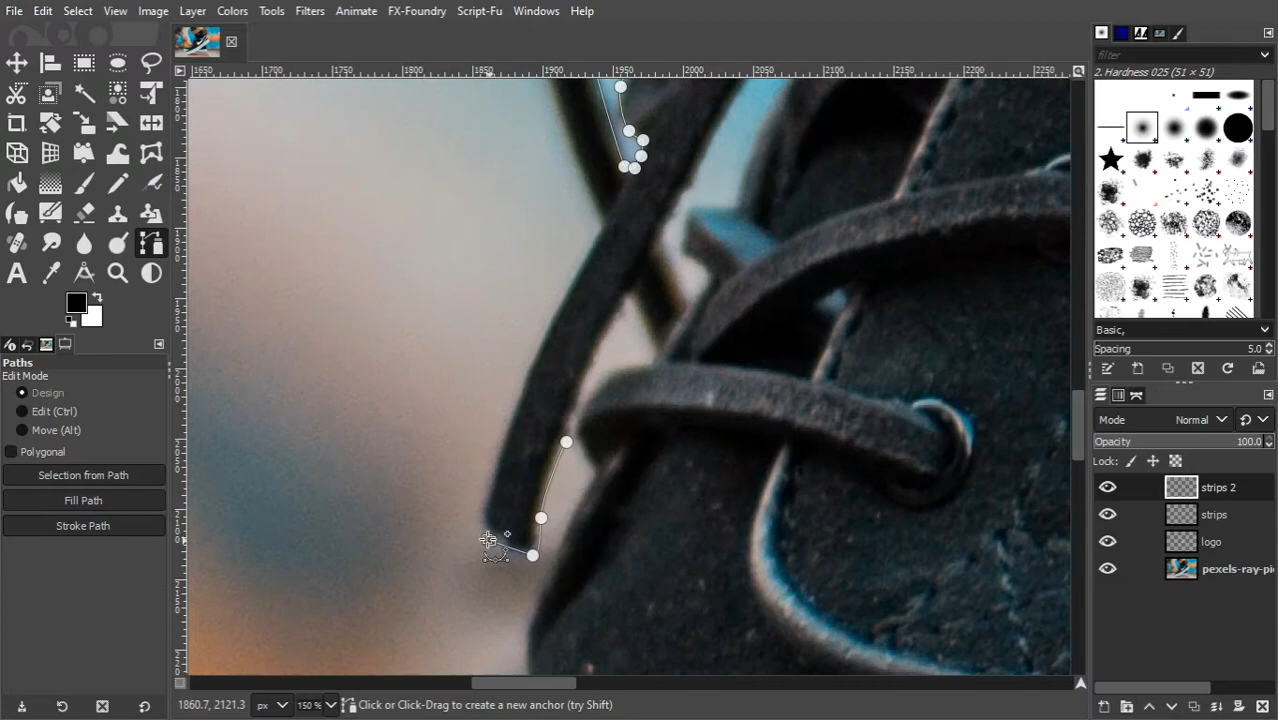 File Edit Select View Image Layer Colors Tools Filters Animate FX-Foundry Script-Fu Windows Help
filter
1650 1700 1750 1800 1850 1900 1950 2000 2050 2100 2150 2200 2250
2. Hardness 025 (51 × 51)
Paths
Edit Mode
Design
Edit (Ctrl)
Move (Alt)
Polygonal
Selection from Path
Fill Path
Stroke Path
Basic,
Spacing 5.0
Mode Normal
Opacity 100.0
Lock:
strips 2
strips
logo
pexels-ray-pi
1860.7, 2121.3 px 150 % Click or Click-Drag to create a new anchor (try Shift)